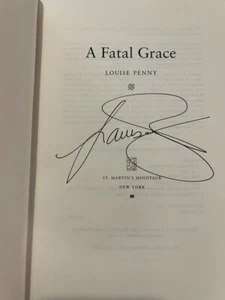 A Fatal Grace
LOUISE PENNY
ST. MARTIN'S MINOTAUR
NEW YORK